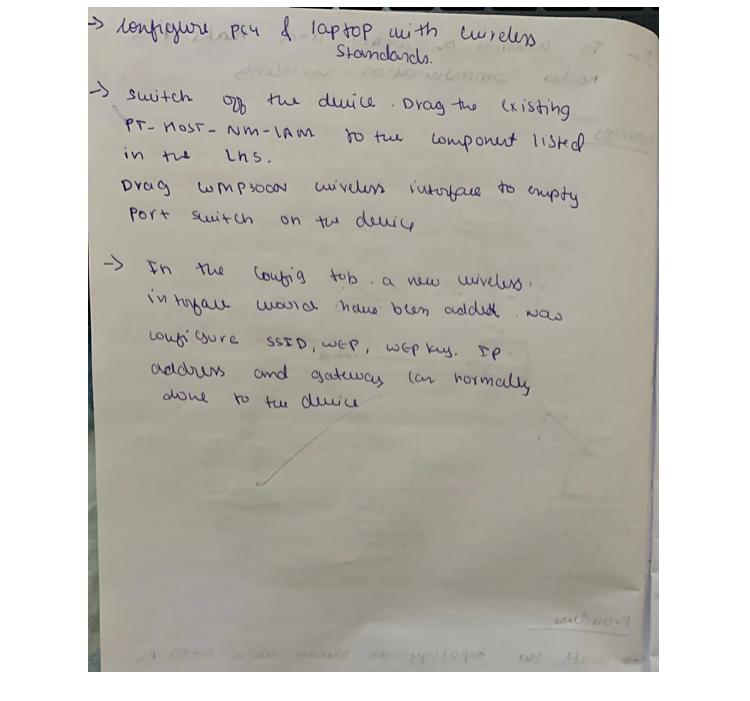 -> Configure PC4 & laptop with wireless
Standards.
-> Switch off the device. Drag the existing
PT-HOST-NM-1AM to the component listed
in the LHS.
Drag WMP300N wireless interface to empty
port switch on the device
-> In the config tab. a new wireless
interface would have been added. Now
configure SSID, WEP, WEP key. IP
address and gateway can normally
done to the device
Procedure